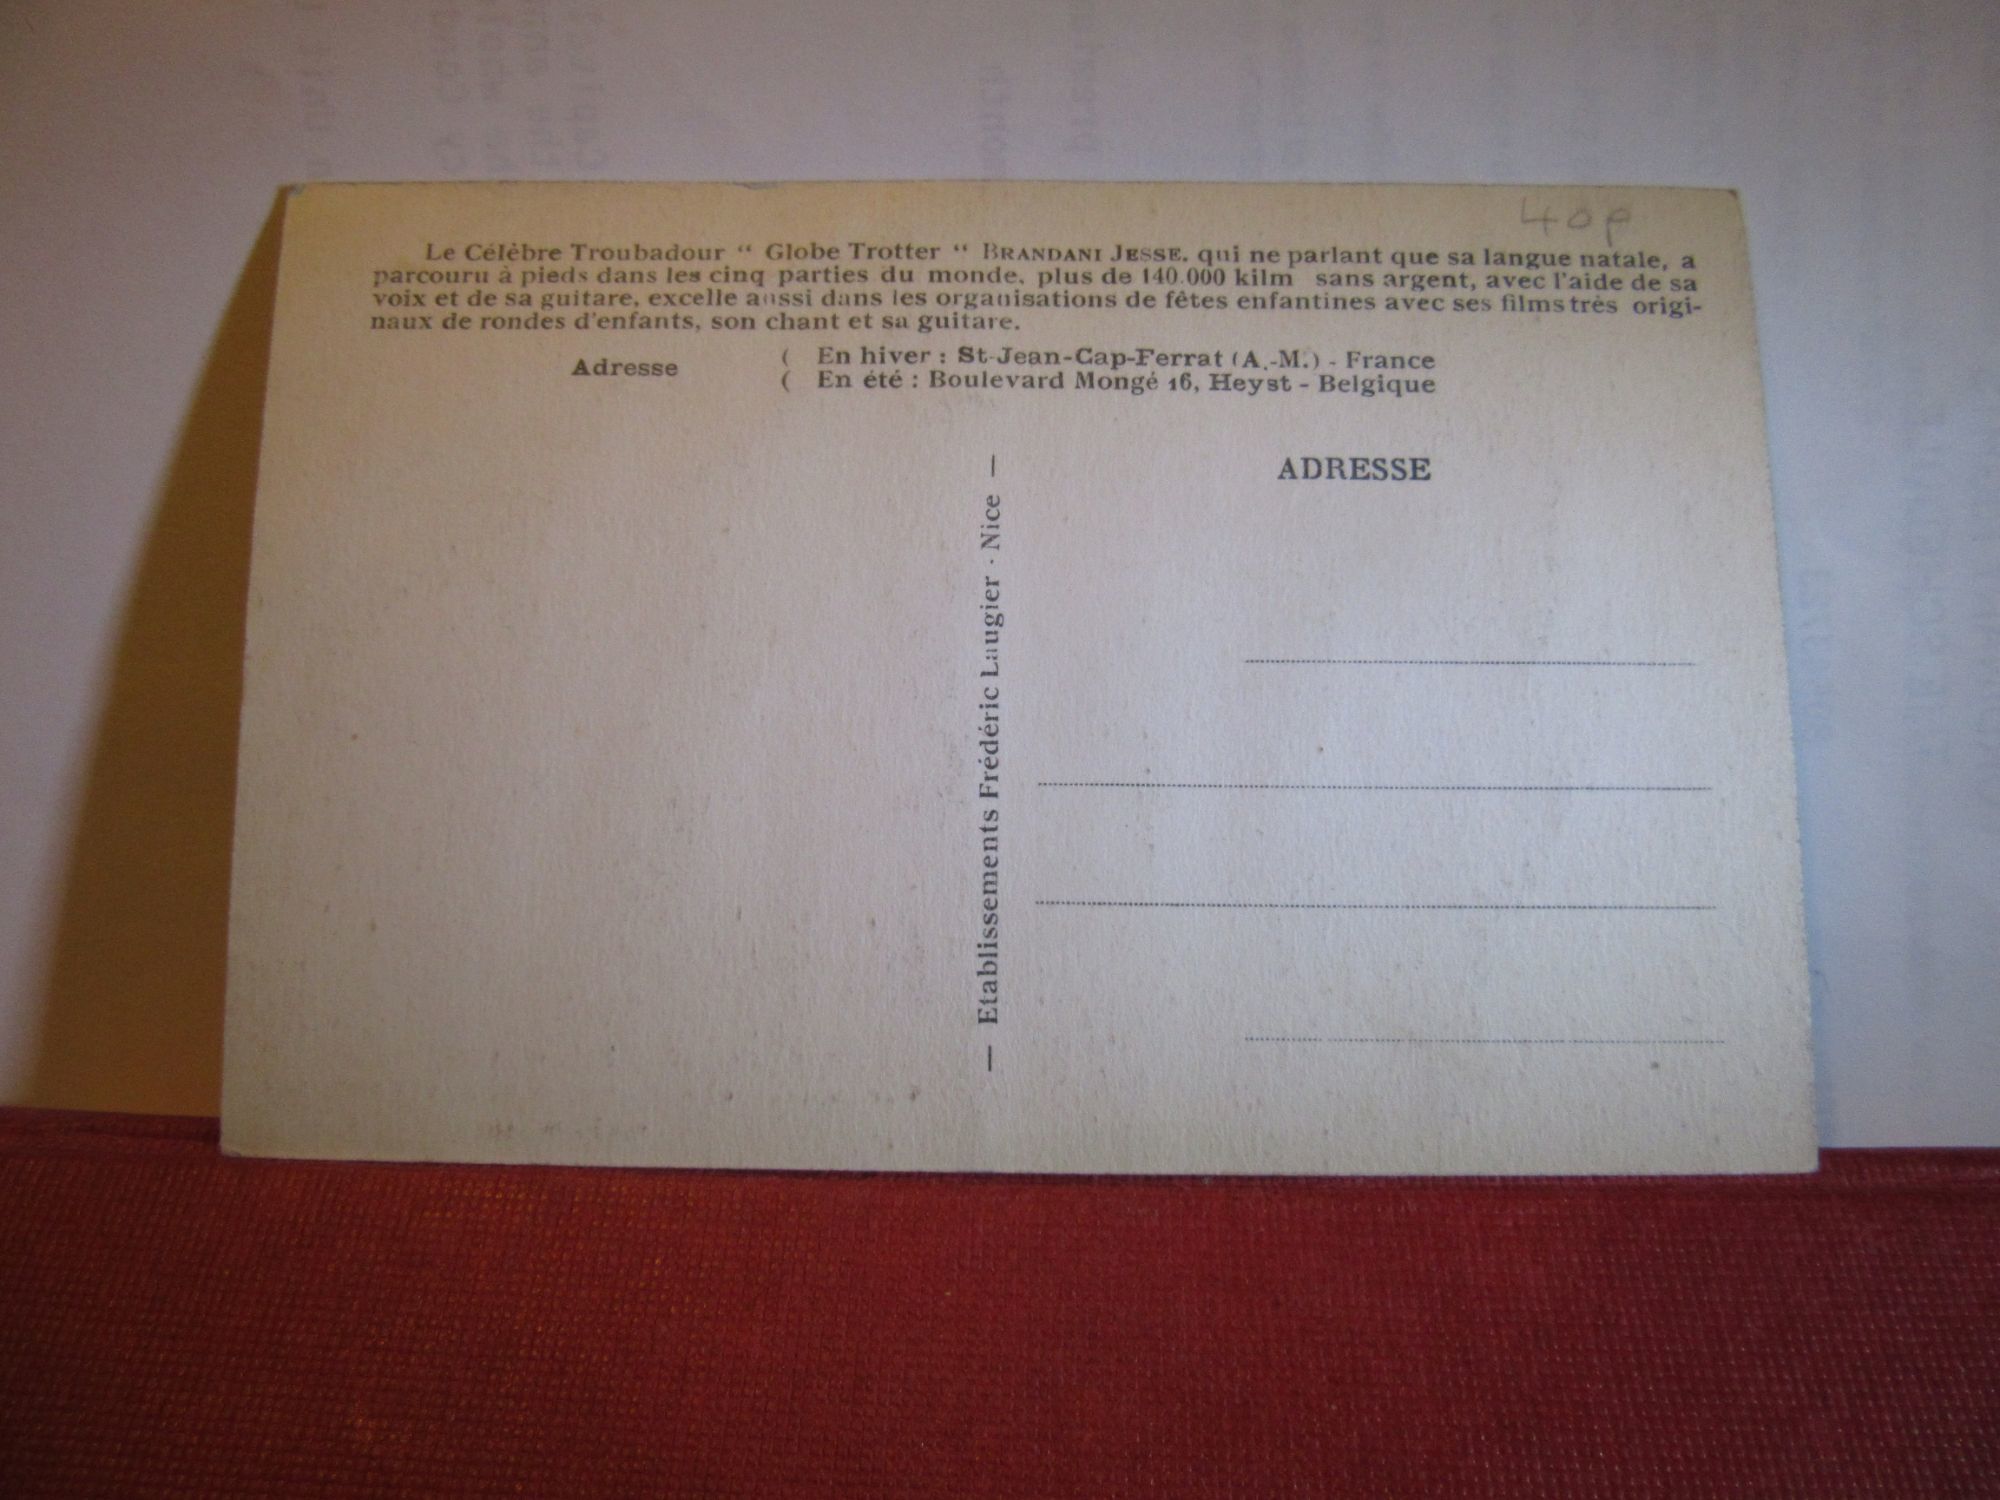 40p
Le Célèbre Troubadour “ Globe Trotter “ BRANDANI JESSE. qui ne parlant que sa langue natale, a
parcouru à pieds dans les cinq parties du monde, plus de 140.000 kilm sans argent, avec l'aide de sa
voix et de sa guitare, excelle aussi dans les organisations de fêtes enfantines avec ses films très origi-
naux de rondes d'enfants, son chant et sa guitare.
Adresse
( En hiver : St-Jean-Cap-Ferrat (A.-M.) - France
( En été : Boulevard Mongé 16, Heyst - Belgique
— Etablissements Frédéric Laugier · Nice —
ADRESSE